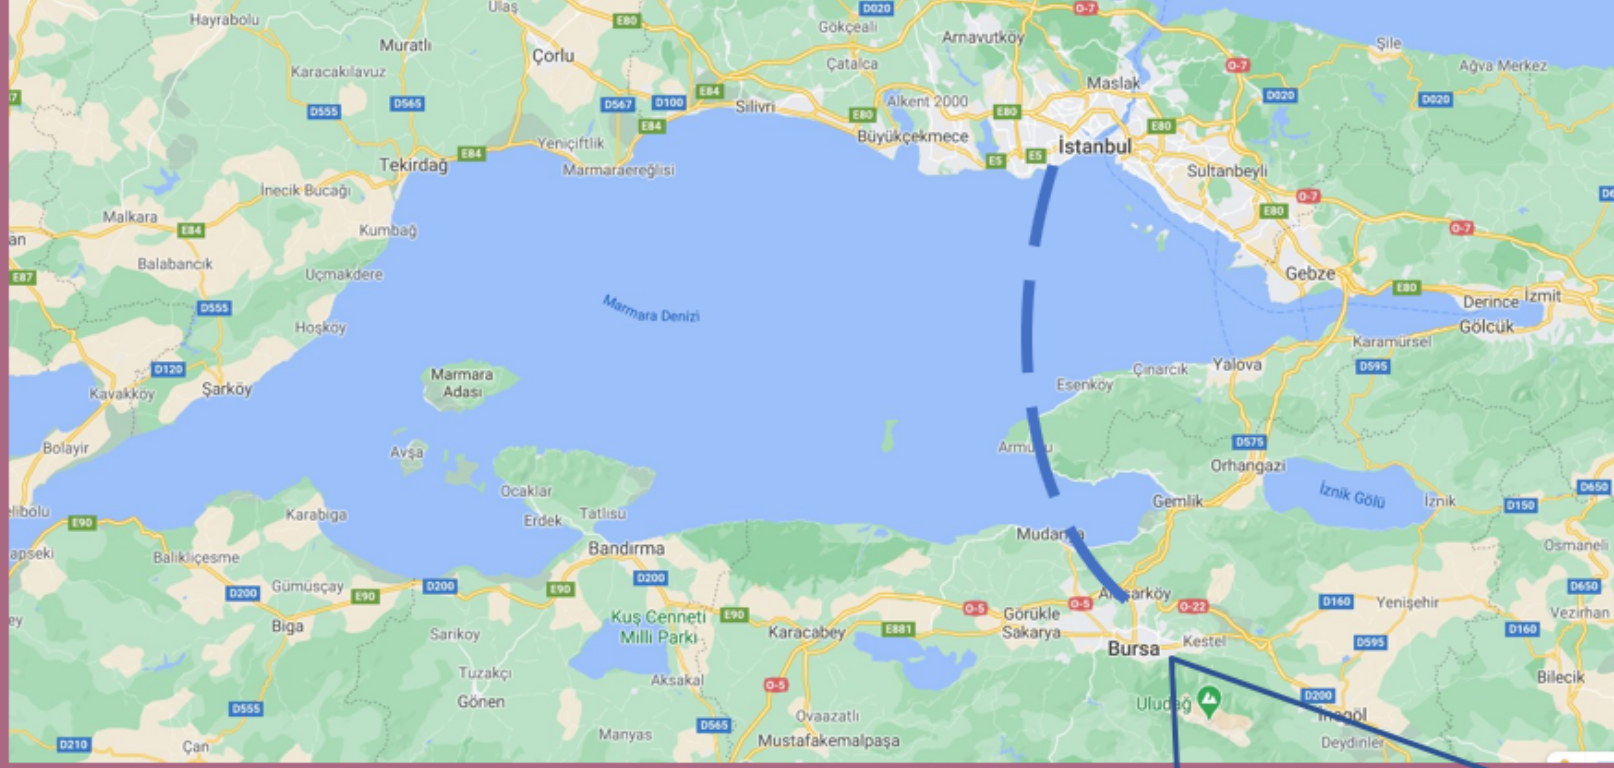 Hayrabolu
Ulaş
E80
D020
O-7
Gökçeali
Arnavutköy
Şile
Muratlı
Çorlu
Çatalca
O-7
Ağva Merkez
Karacakılavuz
Maslak
E84
D567
D100
Alkent 2000
E80
D020
D020
D555
D565
Silivri
E80
E84
Büyükçekmece
E80
Yeniçiftlik
İstanbul
E84
E5
E5
Tekirdağ
Marmaraereğlisi
Sultanbeyli
İnecik Bucağı
O-7
Malkara
E80
E84
Kumbağ
O-7
Balabancık
Uçmakdere
Gebze
E87
E80
Derince
İzmit
D555
Marmara Denizi
Hoşköy
Gölcük
Karamürsel
D120
Marmara
Adası
Çınarcık
Yalova
D595
Kavakköy
Şarköy
Esenköy
Bolayir
Avşa
D575
Orhangazi
Ocaklar
İznik Gölü
D650
Karabiga
Tatlısu
Gemlik
İznik
D150
E90
Erdek
Mudanya
Bandırma
Osmaneli
Balıkliçesme
D200
Gümüsçay
D200
E90
E90
D650
D200
O-5
O-5
O-22
D160
Yenişehir
Kuş Cenneti
Milli Parkı
E90
Görükle
Vezirhan
Biga
Sarıkoy
Karacabey
E881
Sakarya
Kestel
D595
D160
Bursa
Tuzakçı
Aksakal
O-5
Bilecik
Gönen
Uludağ
D200
D555
Ovaazatlı
İnegöl
D565
Manyas
D210
Çan
Mustafakemalpaşa
Deydinler